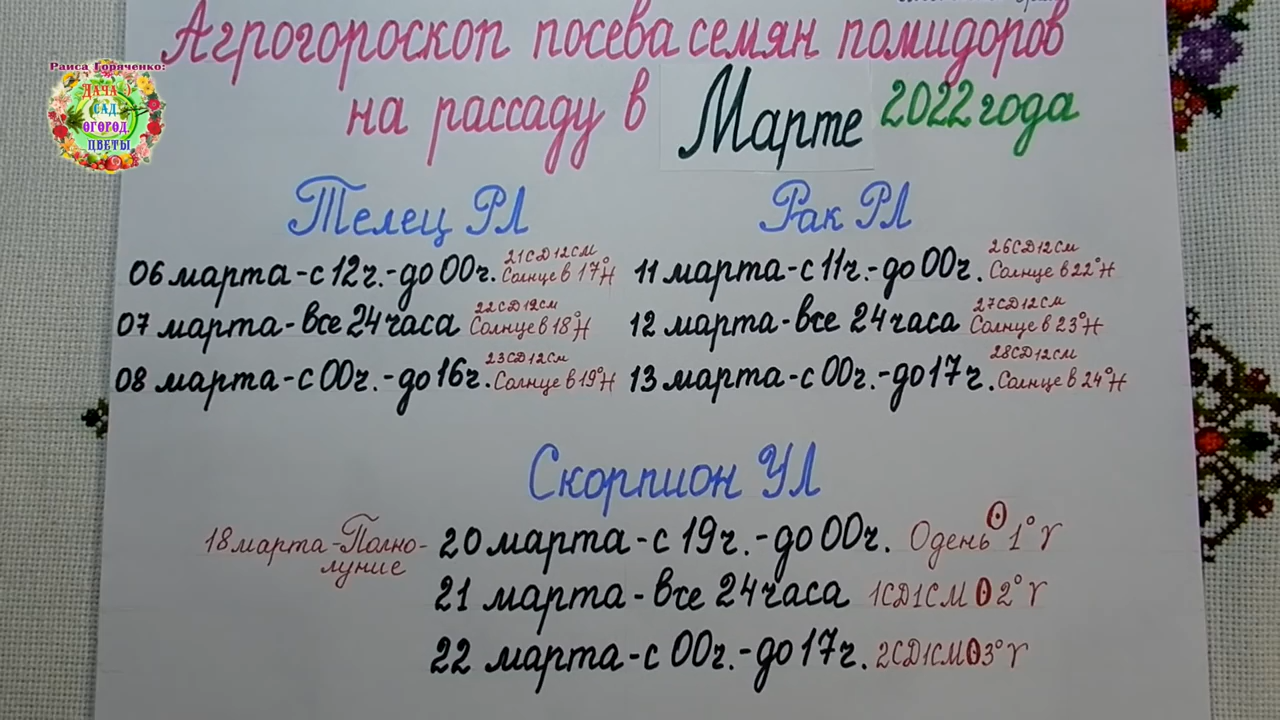 Агрогороскоп посева семян помидоров
на рассаду в Марте 2022 года
Раиса Горяченко:
ДАЧА,
САД,
ОГОРОД,
ЦВЕТЫ
Телец РЛ
06 марта - с 12ч. - до 00ч. 21СД12СМ Солнце в 17° Н
07 марта - все 24 часа 22СД12СМ Солнце в 18° Н
08 марта - с 00ч. - до 16ч. 23СД12СМ Солнце в 19° Н
Рак РЛ
11 марта - с 11ч. - до 00ч. 26СД12СМ Солнце в 22° Н
12 марта - все 24 часа 27СД12СМ Солнце в 23° Н
13 марта - с 00ч. - до 17ч. 28СД12СМ Солнце в 24° Н
Скорпион УЛ
18 марта - Полнолуние - 20 марта - с 19ч. - до 00ч. 0 день ʘ 1° ♈
21 марта - все 24 часа 1СД1СМ ʘ 2° ♈
22 марта - с 00ч. - до 17ч. 2СД1СМ ʘ 3° ♈